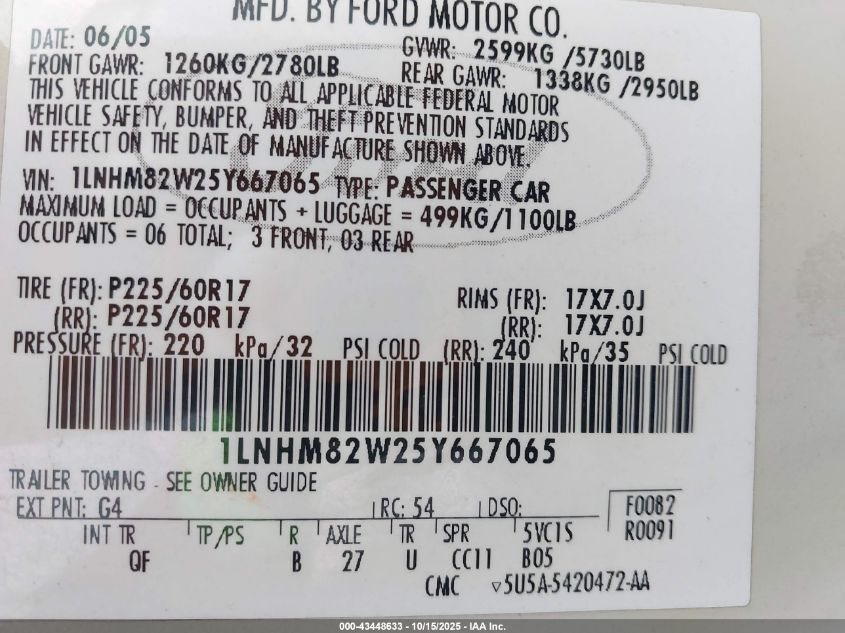 MFD. BY FORD MOTOR CO.
DATE: 06/05 GVWR: 2599KG /5730LB
FRONT GAWR: 1260KG/2780LB REAR GAWR: 1338KG /2950LB
THIS VEHICLE CONFORMS TO ALL APPLICABLE FEDERAL MOTOR
VEHICLE SAFETY, BUMPER, AND THEFT PREVENTION STANDARDS
IN EFFECT ON THE DATE OF MANUFACTURE SHOWN ABOVE.
VIN: 1LNHM82W25Y667065 TYPE: PASSENGER CAR
MAXIMUM LOAD = OCCUPANTS + LUGGAGE = 499KG/1100LB
OCCUPANTS = 06 TOTAL; 3 FRONT, 03 REAR
TIRE (FR): P225/60R17 RIMS (FR): 17X7.0J
(RR): P225/60R17 (RR): 17X7.0J
PRESSURE (FR): 220 kPa/32 PSI COLD (RR): 240 kPa/35 PSI COLD
1LNHM82W25Y667065
TRAILER TOWING - SEE OWNER GUIDE
EXT PNT: G4 RC: 54 DSO: F0082
INT TR TP/PS R AXLE TR SPR 5VC1S R0091
QF B 27 U CC11 B05
CMC ▽5U5A-5420472-AA
000-43448633 - 10/15/2025 - IAA Inc.